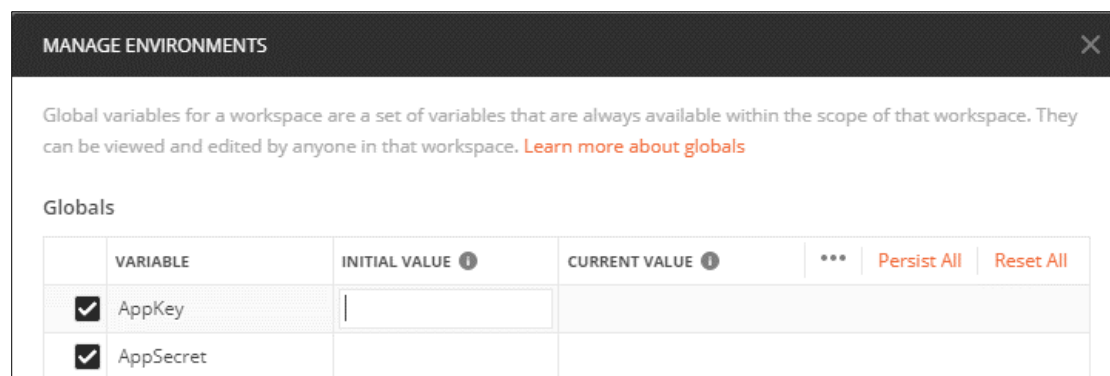 MANAGE ENVIRONMENTS
Global variables for a workspace are a set of variables that are always available within the scope of that workspace. They
can be viewed and edited by anyone in that workspace. Learn more about globals
Globals
VARIABLE INITIAL VALUE CURRENT VALUE ••• Persist All Reset All
AppKey
AppSecret